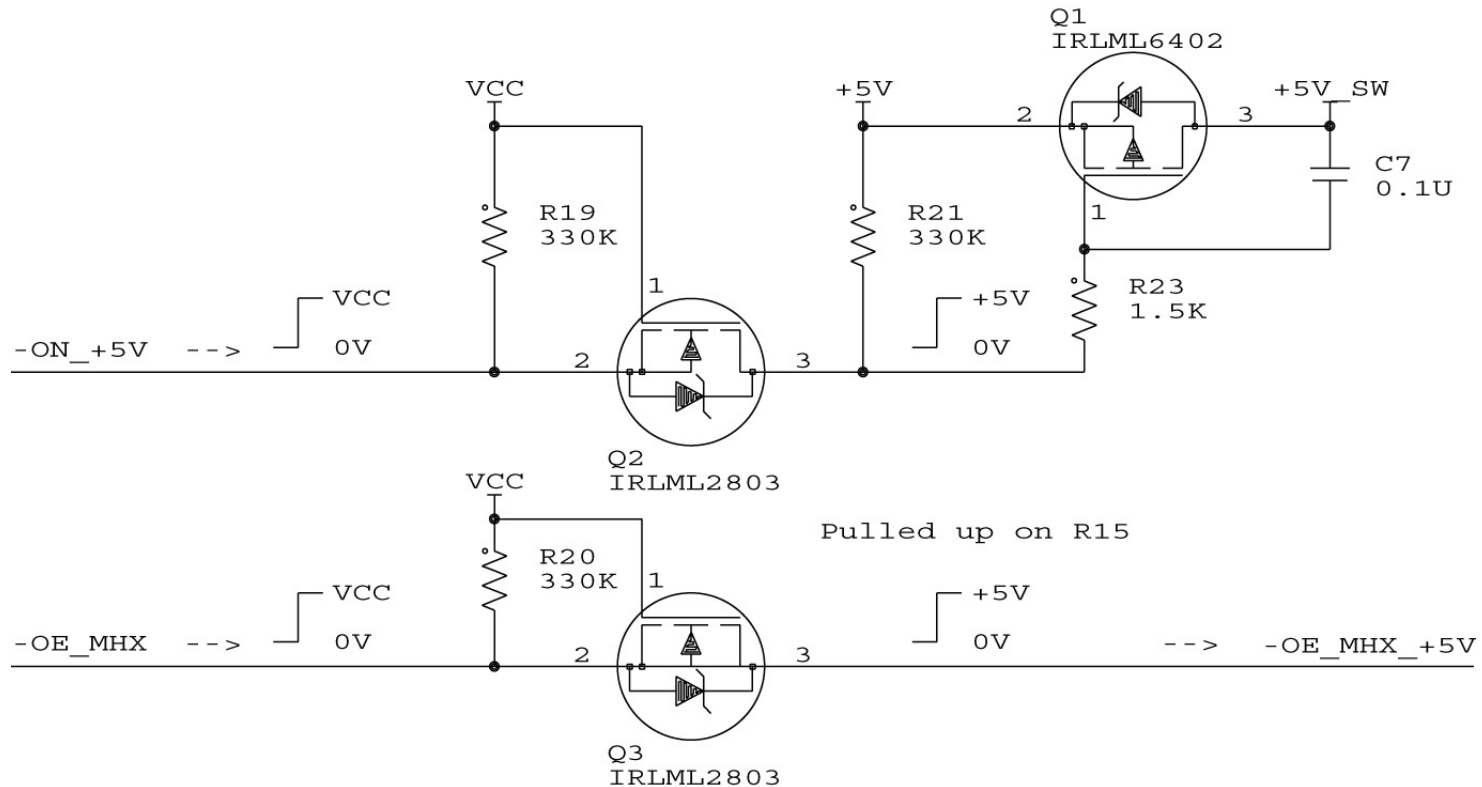 Q1
IRLML6402
VCC
+5V
+5V_SW
2
3
C7
0.1U
R19
330K
R21
330K
1
1
R23
1.5K
VCC
+5V
-ON_+5V
-->
0V
0V
2
3
Q2
IRLML2803
VCC
Pulled up on R15
R20
330K
1
VCC
+5V
-OE_MHX
-->
0V
0V
-->
-OE_MHX_+5V
2
3
Q3
IRLML2803